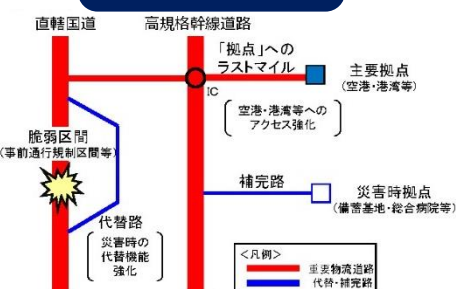 直轄国道
高規格幹線道路
「拠点」への
ラストマイル
IC
主要拠点
(空港・港湾等)
空港・港湾等への
アクセス強化
脆弱区間
(事前通行規制区間等)
補完路
災害時拠点
(備蓄基地・総合病院等)
代替路
災害時の
代替機能
強化
<凡例>
重要物流道路
代替・補完路